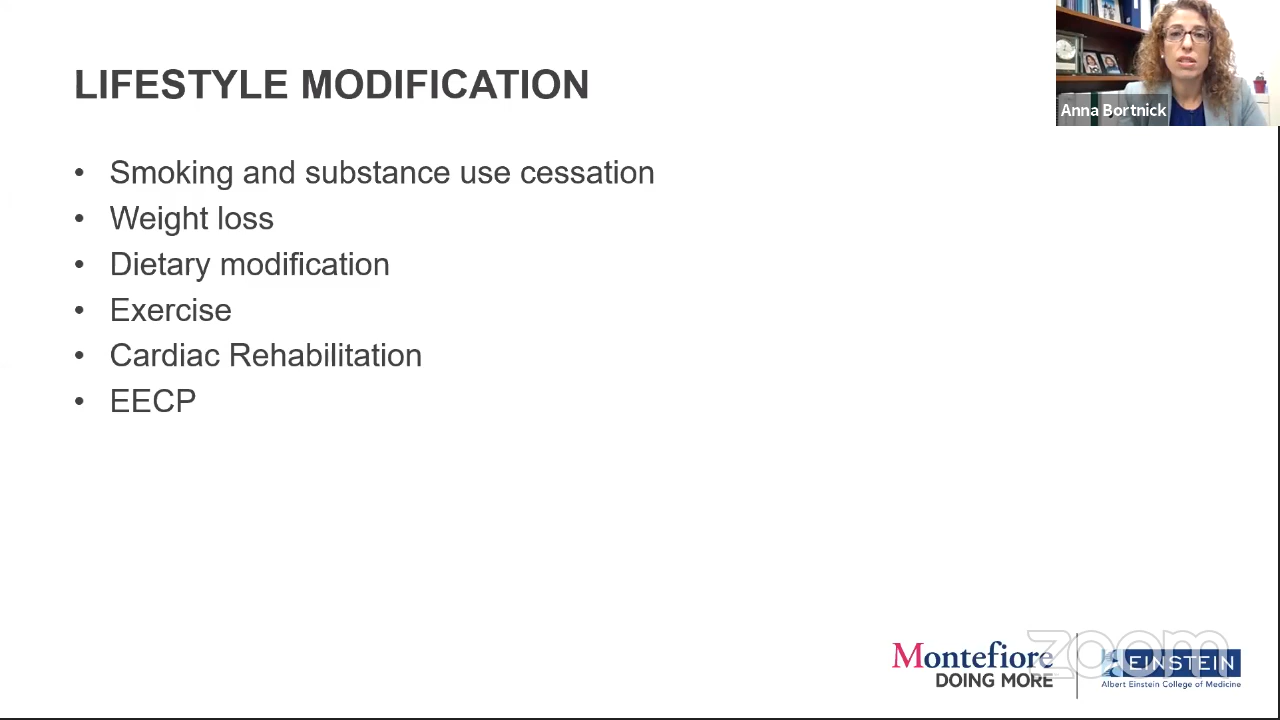 LIFESTYLE MODIFICATION
Anna Bortnick
• Smoking and substance use cessation
• Weight loss
• Dietary modification
• Exercise
• Cardiac Rehabilitation
• EECP
Montefiore
DOING MORE
zoom
EINSTEIN
Albert Einstein College of Medicine